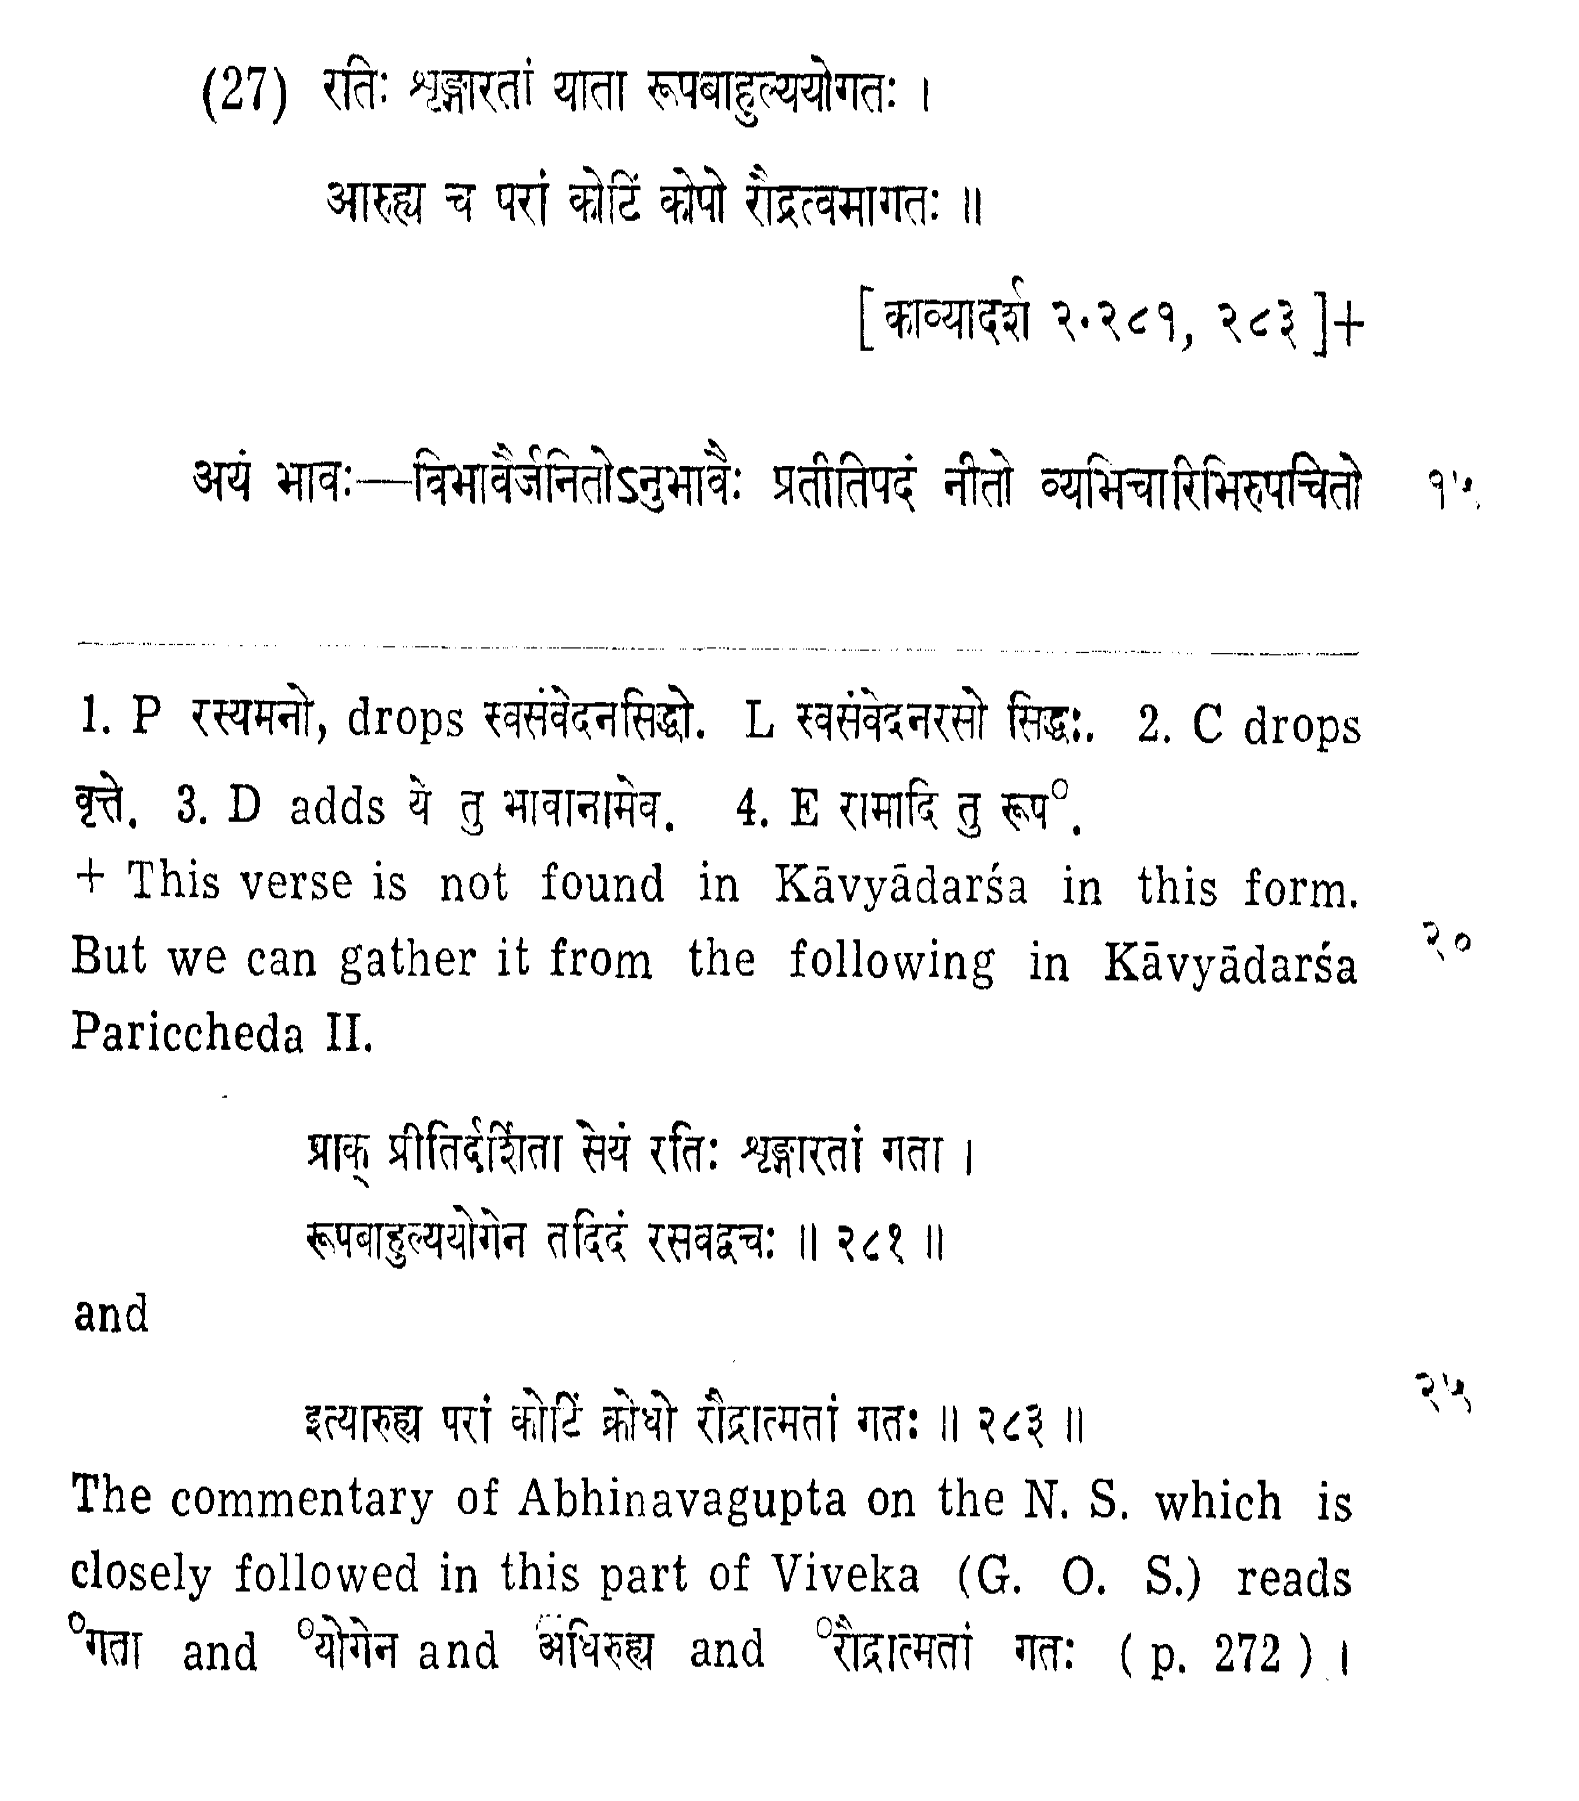 (27) रतिः शृङ्गारतां याता रूपबाहुल्ययोगतः ।
आरुह्य च परां कोटिं कोपो रौद्रत्वमागतः ॥
[ काव्यादर्श २.२८१, २८३ ]+
अयं भावः—विभावैर्जनितोऽनुभावैः प्रतीतिपदं नीतो व्यभिचारिभिरुपचितो १५
1. P रस्यमनो, drops स्वसंवेदनसिद्धो. L स्वसंवेदनरसो सिद्धः. 2. C drops
वृत्ते. 3. D adds ये तु भावानामेव. 4. E रामादि तु रूप°.
+ This verse is not found in Kāvyādarśa in this form.
But we can gather it from the following in Kāvyādarśa २०
Pariccheda II.
प्राक् प्रीतिर्दर्शिता सेयं रतिः शृङ्गारतां गता ।
रूपबाहुल्ययोगेन तदिदं रसवद्वचः ॥ २८१ ॥
and
इत्यारुह्य परां कोटिं क्रोधो रौद्रात्मतां गतः ॥ २८३ ॥ २५
The commentary of Abhinavagupta on the N. S. which is
closely followed in this part of Viveka (G. O. S.) reads
°गता and °योगेन and अधिरुह्य and °रौद्रात्मतां गतः ( p. 272 ) ।